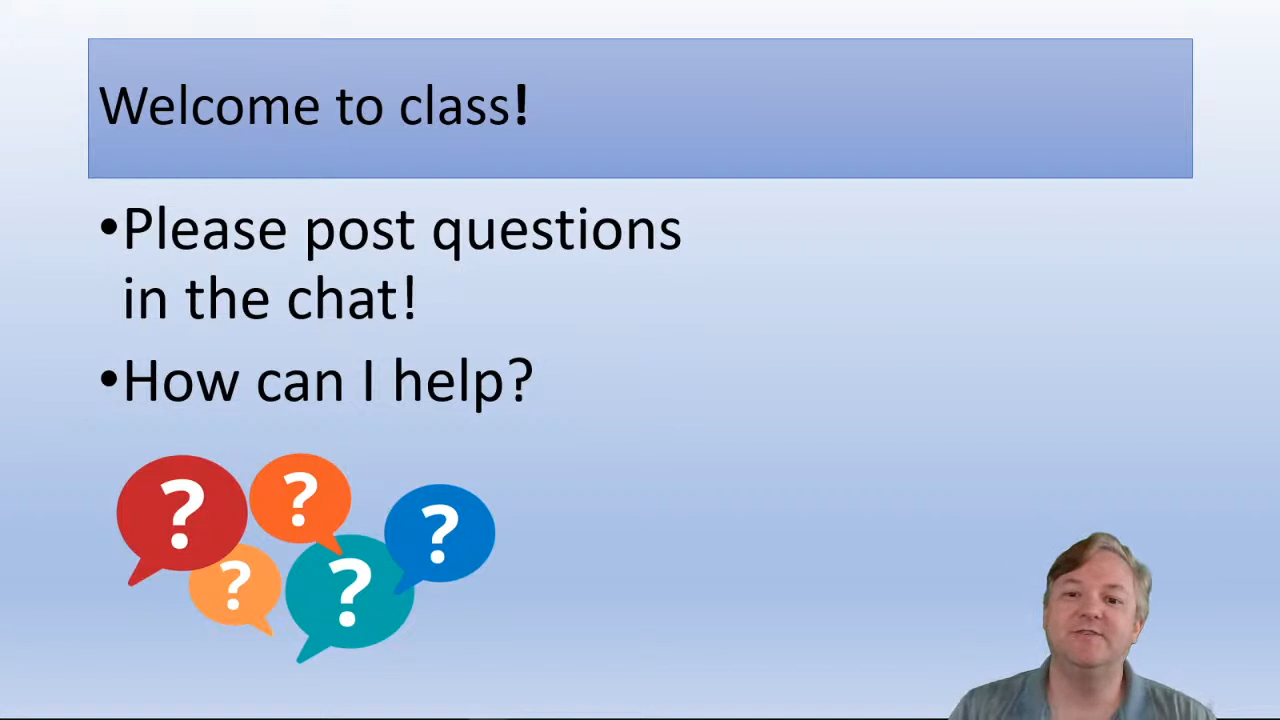 Welcome to class!
•Please post questions
in the chat!
•How can I help?
? ? ?
? ?